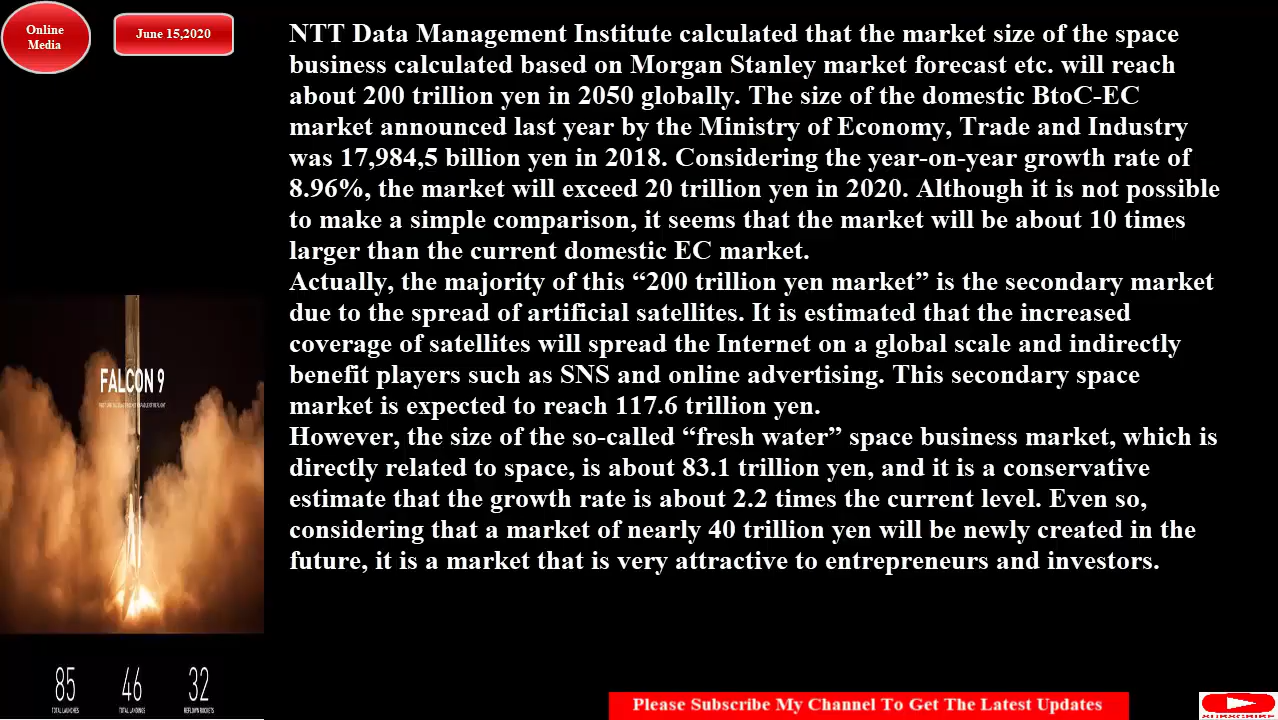 Online
Media
June 15,2020
NTT Data Management Institute calculated that the market size of the space
business calculated based on Morgan Stanley market forecast etc. will reach
about 200 trillion yen in 2050 globally. The size of the domestic BtoC-EC
market announced last year by the Ministry of Economy, Trade and Industry
was 17,984,5 billion yen in 2018. Considering the year-on-year growth rate of
8.96%, the market will exceed 20 trillion yen in 2020. Although it is not possible
to make a simple comparison, it seems that the market will be about 10 times
larger than the current domestic EC market.
Actually, the majority of this “200 trillion yen market” is the secondary market
due to the spread of artificial satellites. It is estimated that the increased
coverage of satellites will spread the Internet on a global scale and indirectly
benefit players such as SNS and online advertising. This secondary space
market is expected to reach 117.6 trillion yen.
However, the size of the so-called “fresh water” space business market, which is
directly related to space, is about 83.1 trillion yen, and it is a conservative
estimate that the growth rate is about 2.2 times the current level. Even so,
considering that a market of nearly 40 trillion yen will be newly created in the
future, it is a market that is very attractive to entrepreneurs and investors.
FALCON 9
85 46 32
TOTAL LAUNCHES TOTAL LANDINGS REFLOWN ROCKETS
Please Subscribe My Channel To Get The Latest Updates
SUBSCRIBE